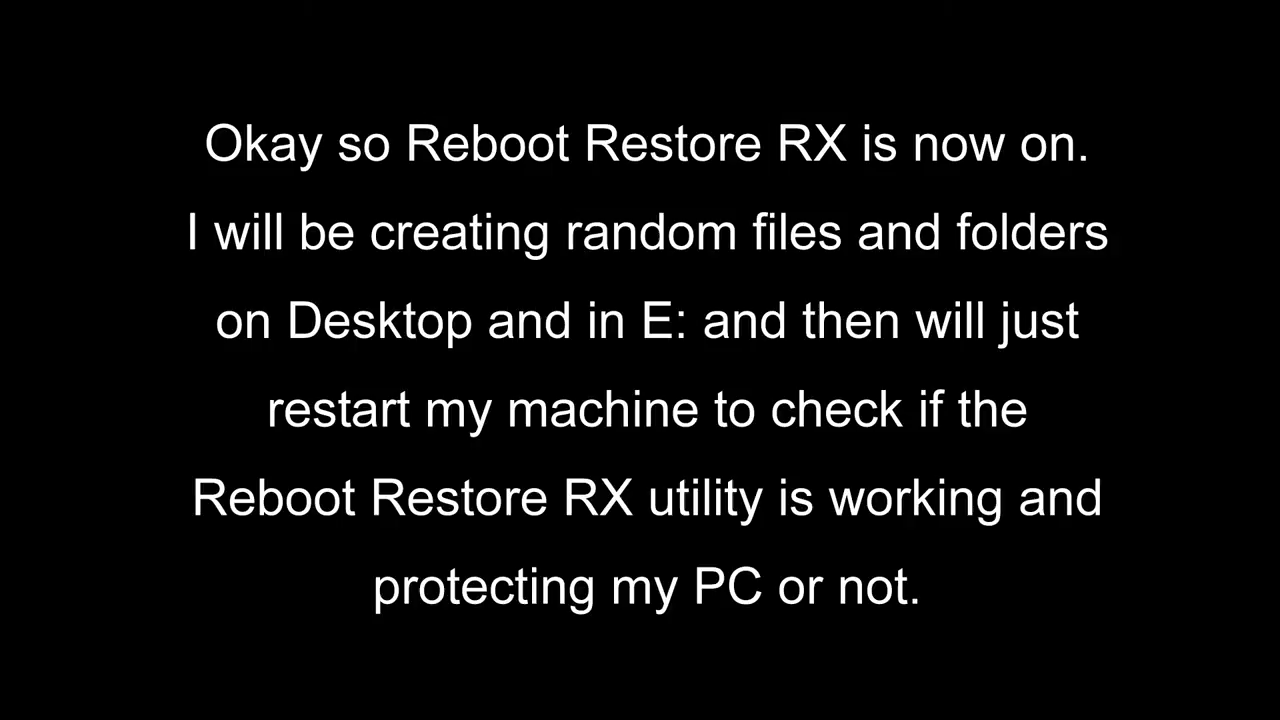 Okay so Reboot Restore RX is now on.
I will be creating random files and folders
on Desktop and in E: and then will just
restart my machine to check if the
Reboot Restore RX utility is working and
protecting my PC or not.